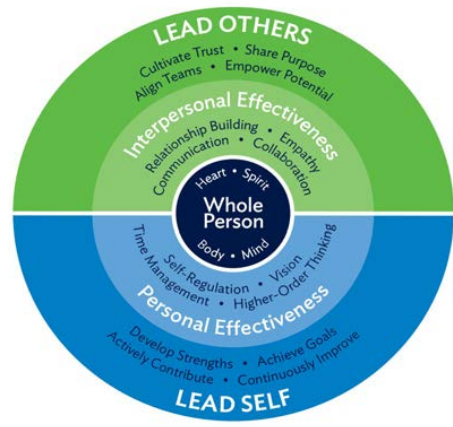 LEAD OTHERS
Cultivate Trust • Share Purpose
Align Teams • Empower Potential
Interpersonal Effectiveness
Relationship Building • Empathy
Communication • Collaboration
Heart • Spirit
Whole
Person
Body • Mind
Self-Regulation • Vision
Time Management • Higher-Order Thinking
Personal Effectiveness
Develop Strengths • Achieve Goals
Actively Contribute • Continuously Improve
LEAD SELF